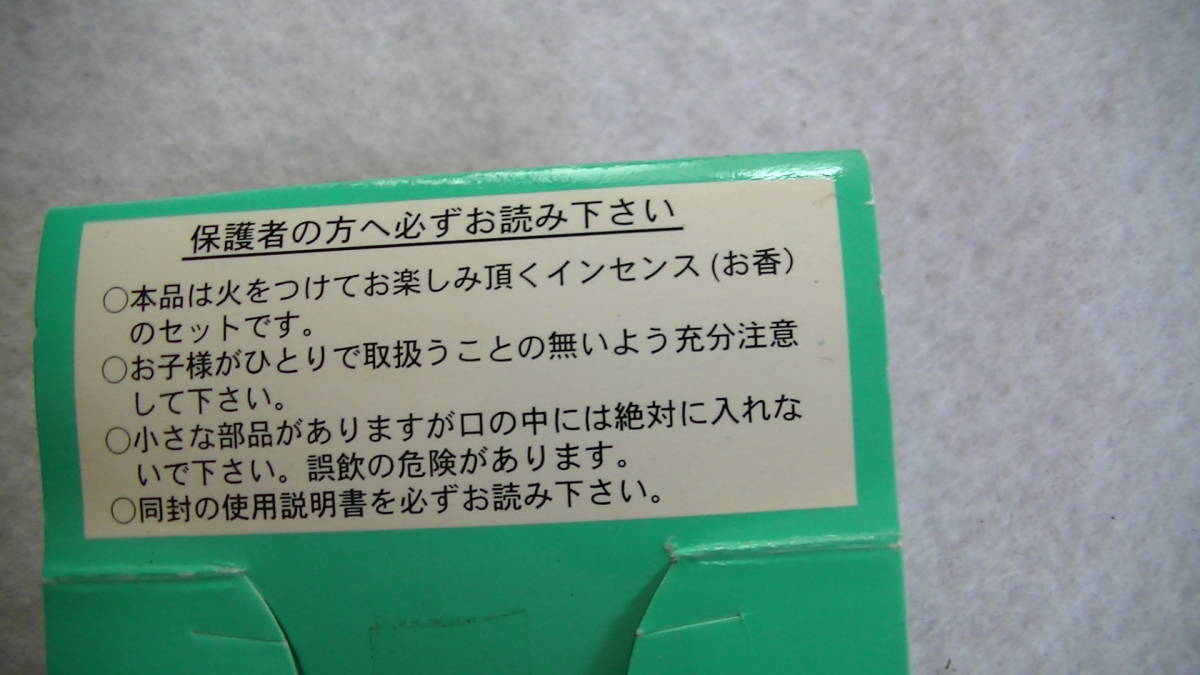 保護者の方へ必ずお読み下さい
○本品は火をつけてお楽しみ頂くインセンス(お香)
のセットです。
○お子様がひとりで取扱うことの無いよう充分注意
して下さい。
○小さな部品がありますが口の中には絶対に入れな
いで下さい。誤飲の危険があります。
○同封の使用説明書を必ずお読み下さい。